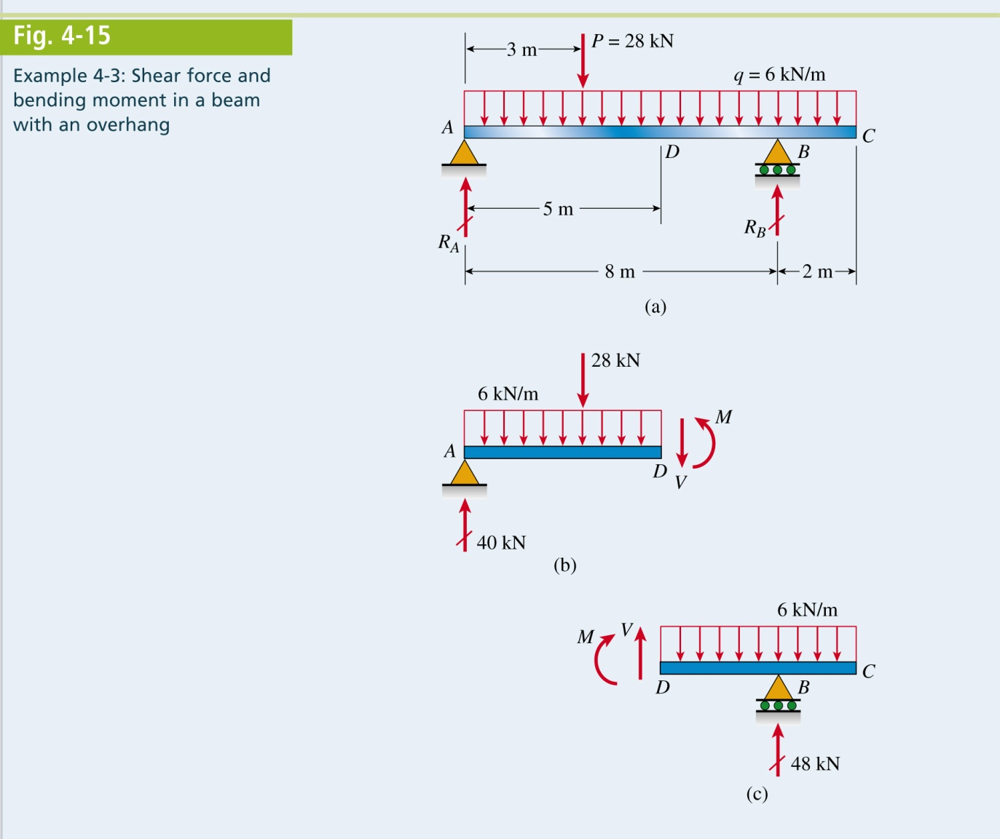 Fig. 4-15
Example 4-3: Shear force and
bending moment in a beam
with an overhang
3 m
P = 28 kN
q = 6 kN/m
A
C
D
B
5 m
R_A
R_B
8 m
2 m
(a)
28 kN
6 kN/m
M
A
D
V
40 kN
(b)
6 kN/m
M
V
C
D
B
48 kN
(c)